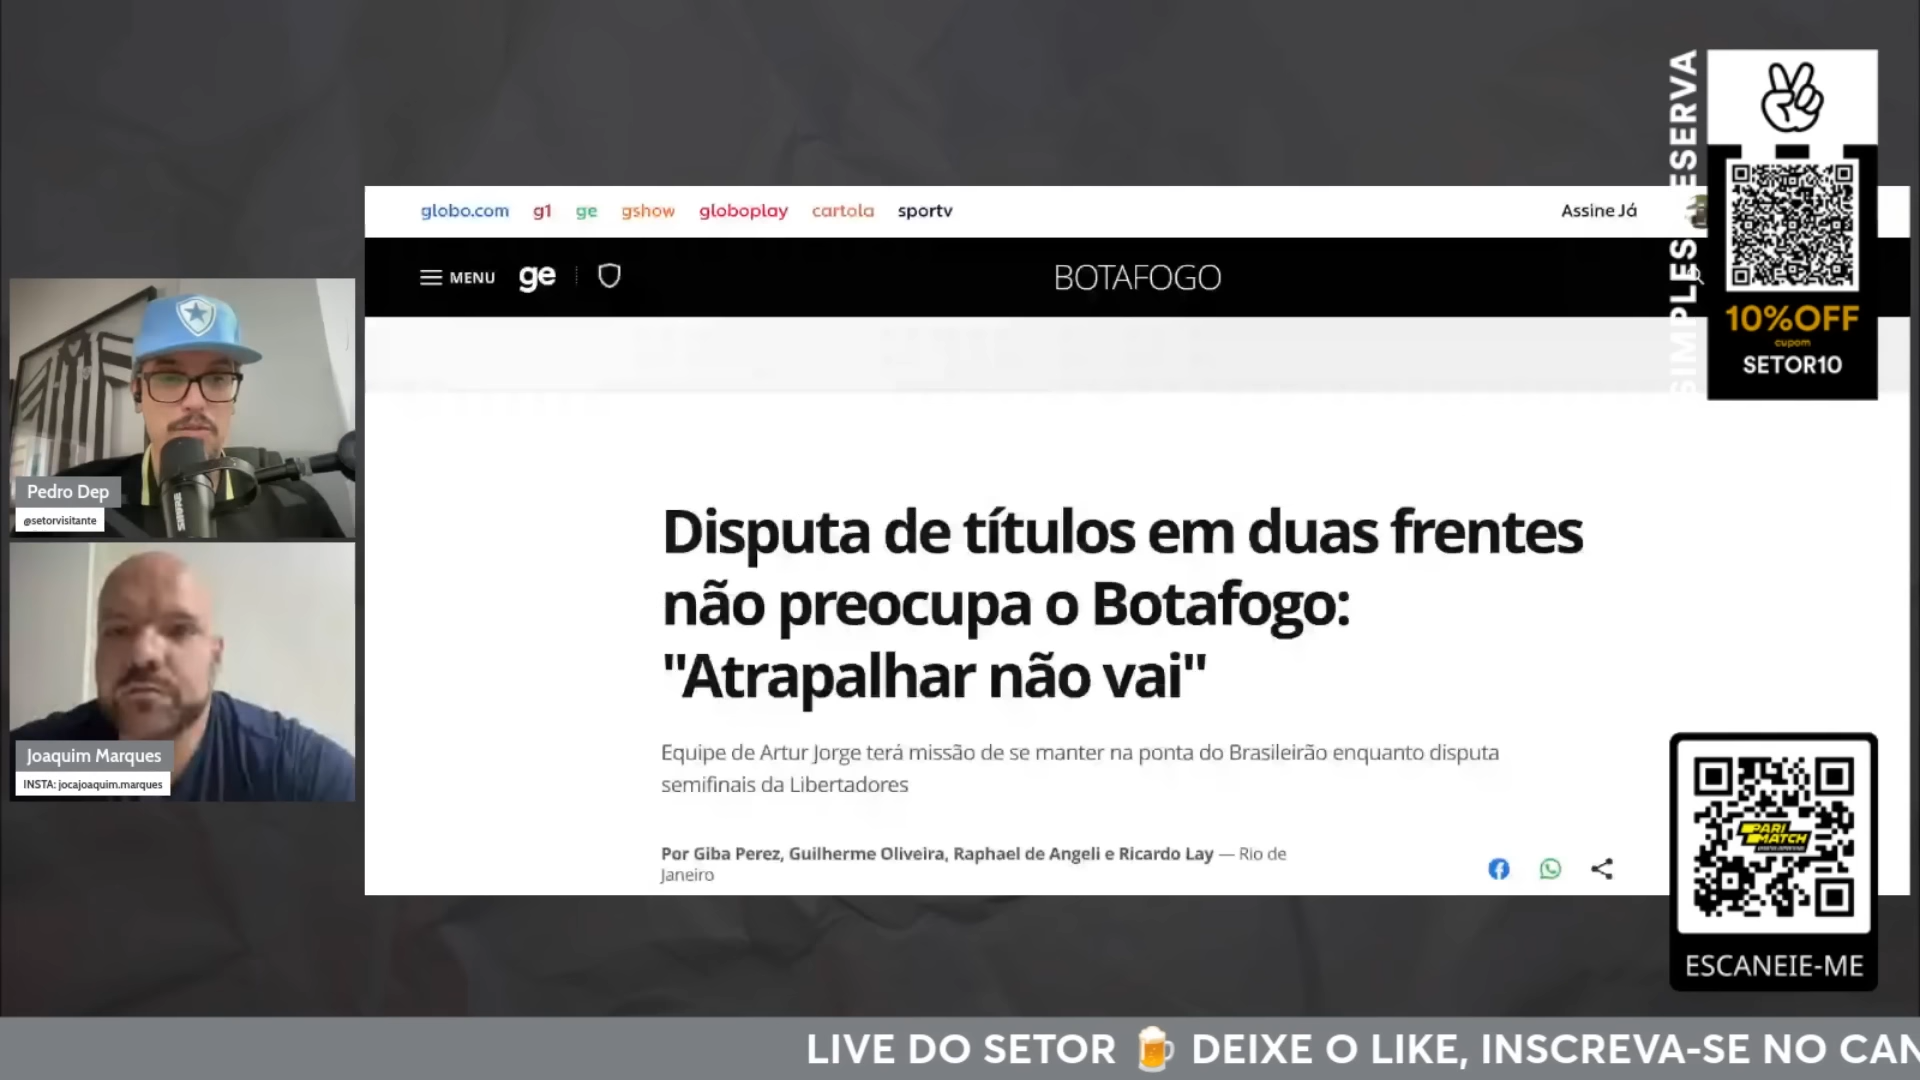 globo.com g1 ge gshow globoplay cartola sportv Assine Já
MENU ge BOTAFOGO
Disputa de títulos em duas frentes
não preocupa o Botafogo:
"Atrapalhar não vai"
Equipe de Artur Jorge terá missão de se manter na ponta do Brasileirão enquanto disputa
semifinais da Libertadores
Por Giba Perez, Guilherme Oliveira, Raphael de Angeli e Ricardo Lay — Rio de
Janeiro
Pedro Dep
@setorvisitante
SHURE
Joaquim Marques
INSTA: jocajoaquim.marques
SIMPLES ESERVA
10%OFF
cupom
SETOR10
PARI
MATCH
ESCANEIE-ME
LIVE DO SETOR 🍺 DEIXE O LIKE, INSCREVA-SE NO CAN